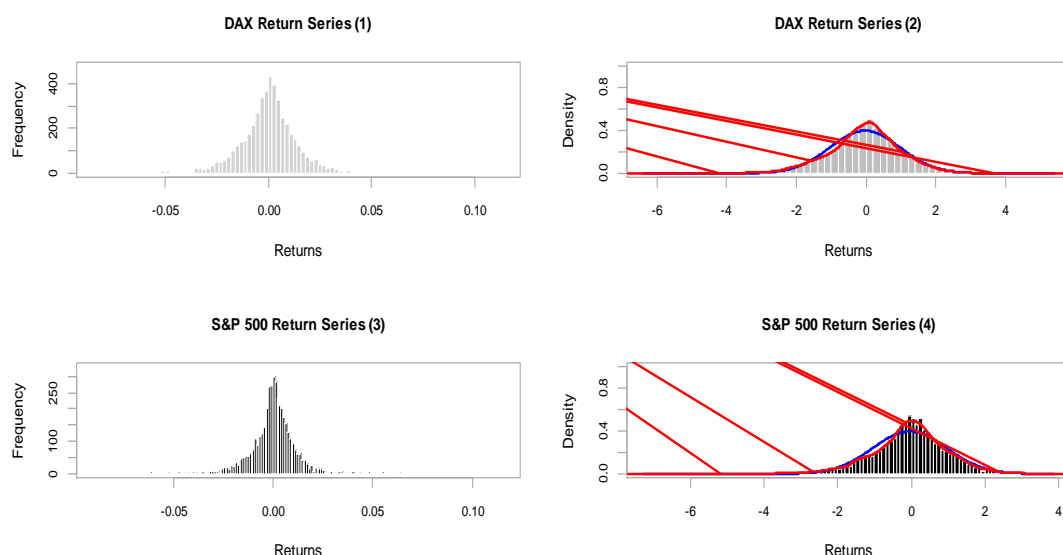 DAX Return Series (1)
Frequency
400
200
0
-0.05 0.00 0.05 0.10
Returns
DAX Return Series (2)
Density
0.8
0.4
0.0
-6 -4 -2 0 2 4
Returns
S&P 500 Return Series (3)
Frequency
250
100
0
-0.05 0.00 0.05 0.10
Returns
S&P 500 Return Series (4)
Density
0.8
0.4
0.0
-6 -4 -2 0 2 4
Returns